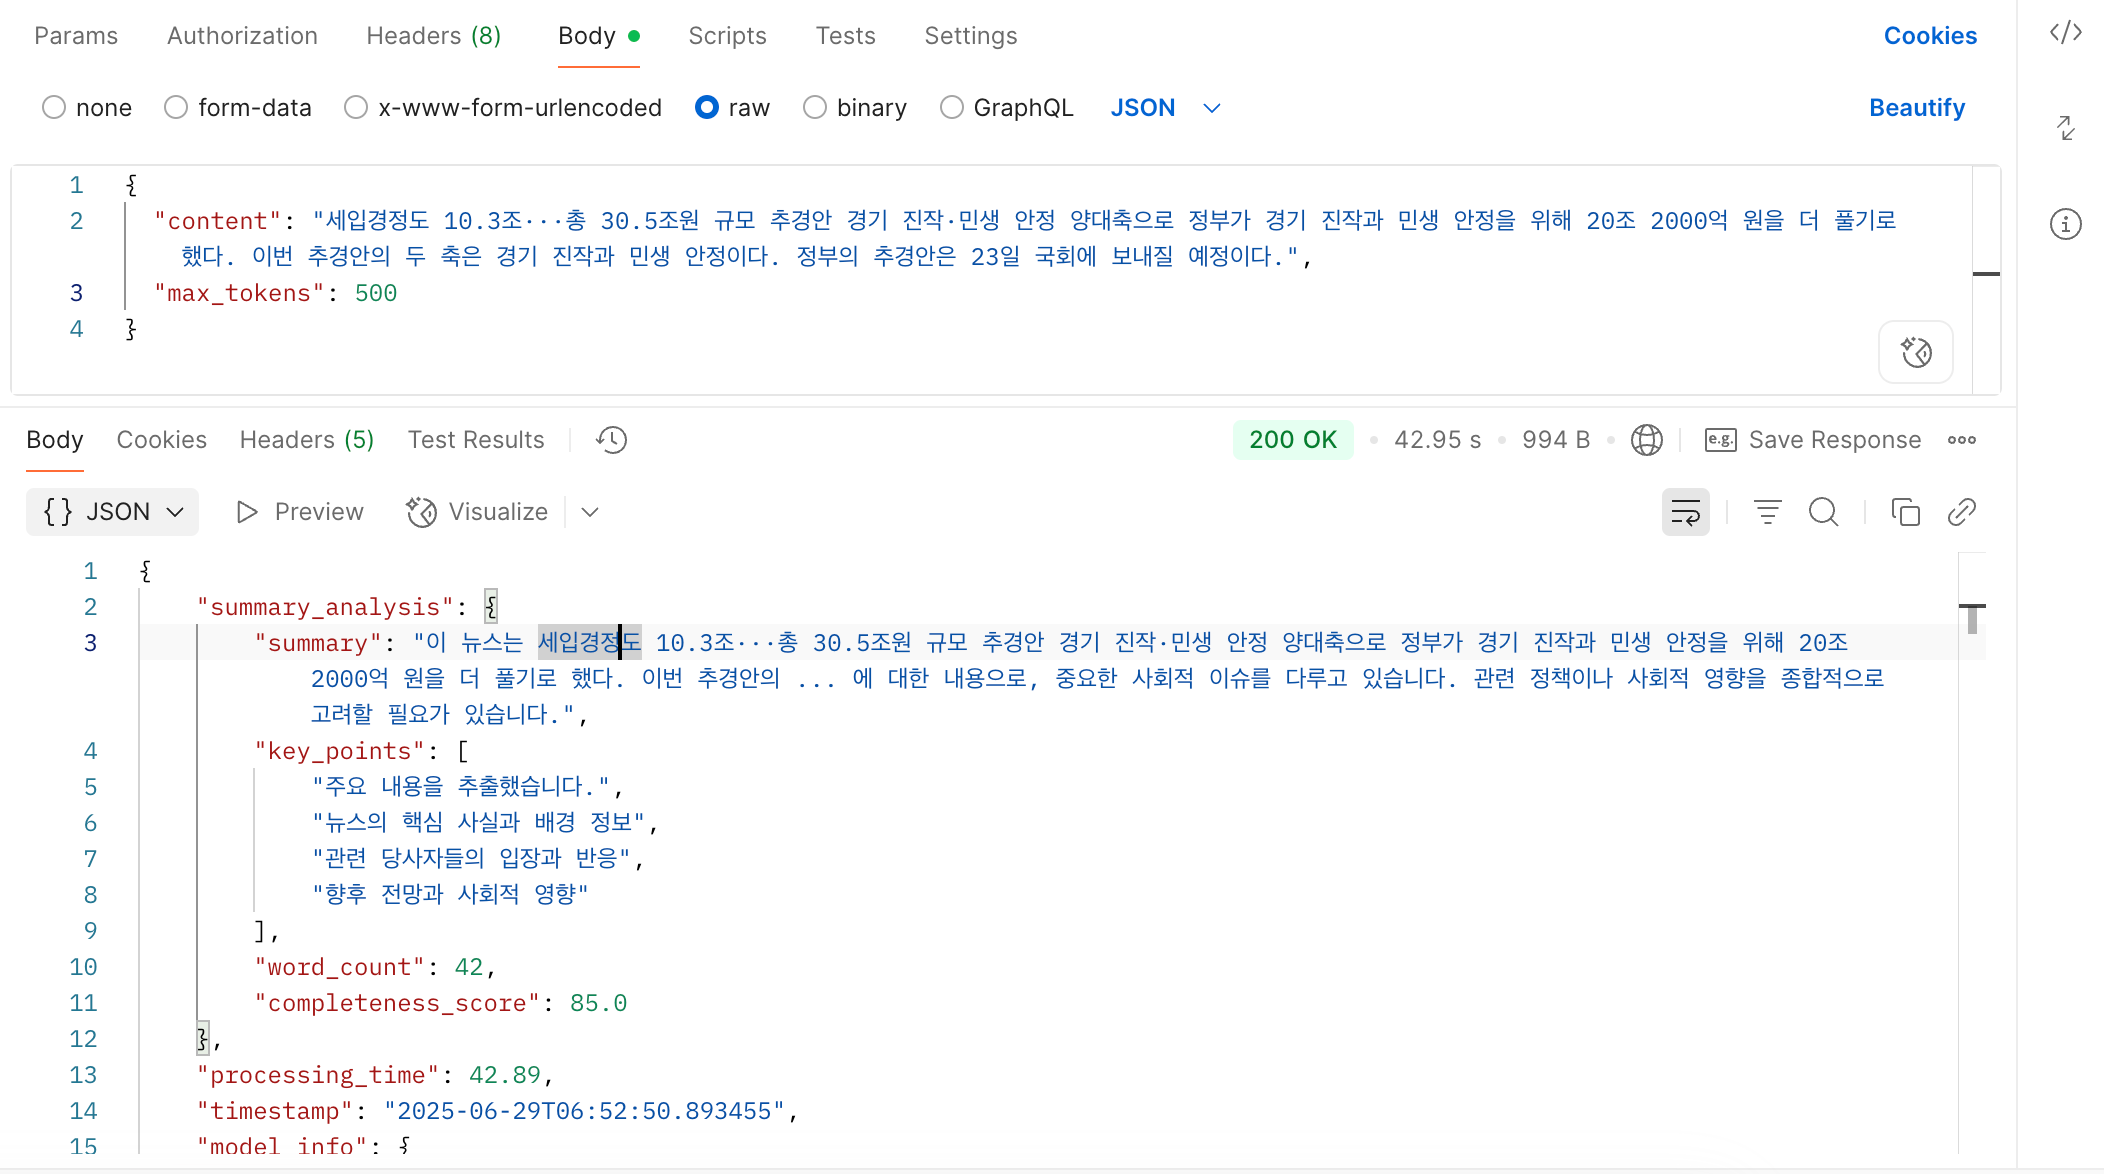 Params Authorization Headers (8) Body Scripts Tests Settings Cookies
none form-data x-www-form-urlencoded raw binary GraphQL JSON Beautify
1 {
2 "content": "세입경정도 10.3조···총 30.5조원 규모 추경안 경기 진작·민생 안정 양대축으로 정부가 경기 진작과 민생 안정을 위해 20조 2000억 원을 더 풀기로
했다. 이번 추경안의 두 축은 경기 진작과 민생 안정이다. 정부의 추경안은 23일 국회에 보내질 예정이다.",
3 "max_tokens": 500
4 }
Body Cookies Headers (5) Test Results 200 OK 42.95 s 994 B e.g. Save Response
{} JSON Preview Visualize
1 {
2 "summary_analysis": {
3 "summary": "이 뉴스는 세입경정도 10.3조···총 30.5조원 규모 추경안 경기 진작·민생 안정 양대축으로 정부가 경기 진작과 민생 안정을 위해 20조
2000억 원을 더 풀기로 했다. 이번 추경안의 ... 에 대한 내용으로, 중요한 사회적 이슈를 다루고 있습니다. 관련 정책이나 사회적 영향을 종합적으로
고려할 필요가 있습니다.",
4 "key_points": [
5 "주요 내용을 추출했습니다.",
6 "뉴스의 핵심 사실과 배경 정보",
7 "관련 당사자들의 입장과 반응",
8 "향후 전망과 사회적 영향"
9 ],
10 "word_count": 42,
11 "completeness_score": 85.0
12 },
13 "processing_time": 42.89,
14 "timestamp": "2025-06-29T06:52:50.893455",
15 "model_info": {